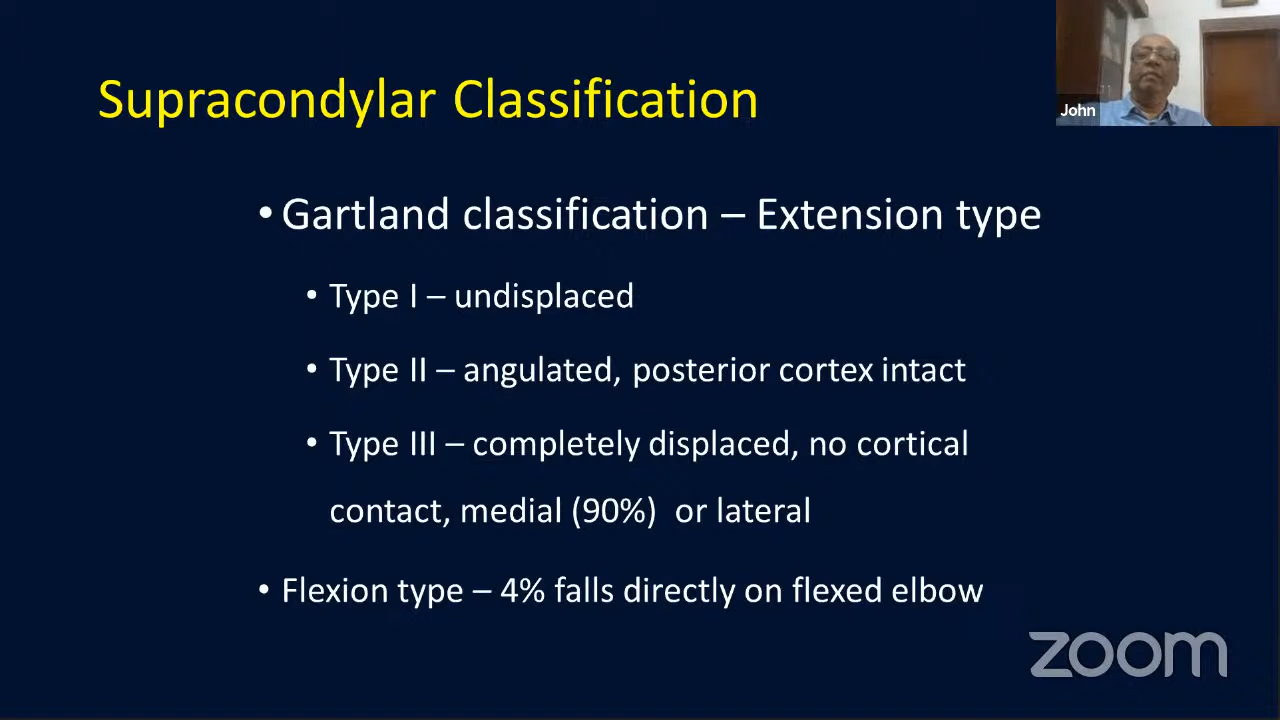 Supracondylar Classification
John
• Gartland classification – Extension type
• Type I – undisplaced
• Type II – angulated, posterior cortex intact
• Type III – completely displaced, no cortical
contact, medial (90%)  or lateral
• Flexion type – 4% falls directly on flexed elbow
zoom